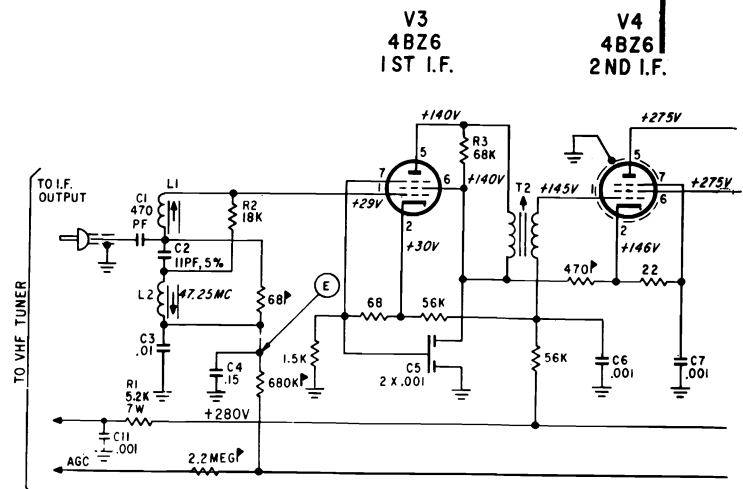 V3
4BZ6
1ST I.F.
V4
4BZ6
2ND I.F.
+140V
+275V
R3
68K
+140V
5
7
1
6
2
+29V
+30V
T2
+145V
5
7
1
6
2
+275V
+146V
TO I.F.
OUTPUT
L1
C1
470
PF
R2
18K
C2
11PF, 5%
L2
47.25MC
68
E
68
56K
470
22
C3
.01
C4
.15
1.5K
680K
C5
2 X .001
56K
C6
.001
C7
.001
TO VHF TUNER
R1
5.2K
7W
+280V
C11
.001
AGC
2.2MEG